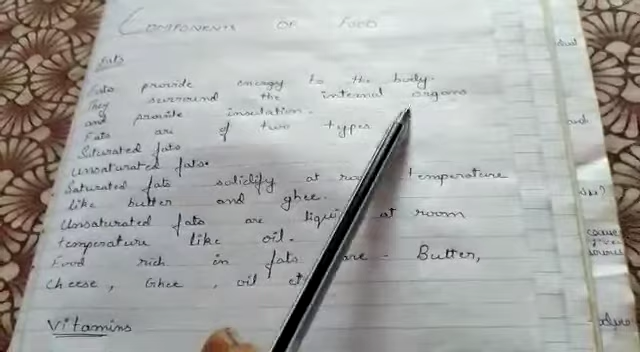 COMPONENTS OF FOOD
Fats
Fats provide energy to the body.
They surround the internal organs
and provide insulation.
Fats are of two types
Saturated fats
Unsaturated fats.
Saturated fats solidify at room temperature
like butter and ghee.
Unsaturated fats are liquid at room
temperature like oil.
Food rich in fats are - Butter,
Cheese, Ghee, oil etc
Vitamins